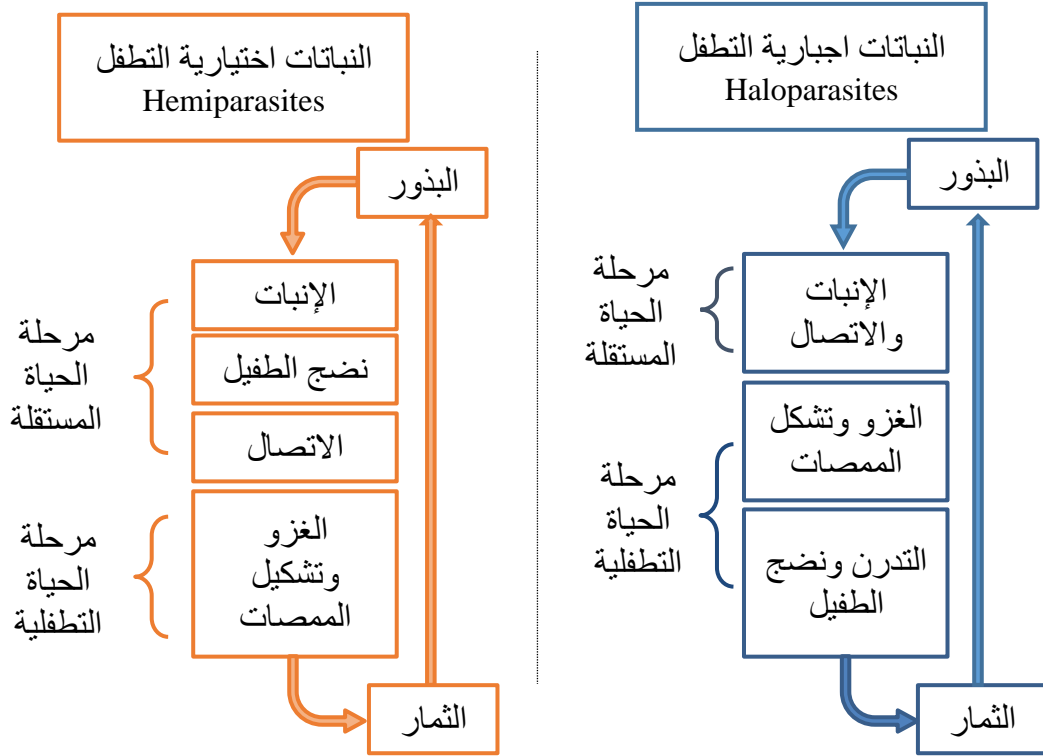 النباتات اجبارية التطفل
Haloparasites
البذور
مرحلة
الحياة
المستقلة
الإنبات
والاتصال
الغزو وتشكل
الممصات
مرحلة
الحياة
التطفلية
التدرن ونضج
الطفيل
الثمار
النباتات اختيارية التطفل
Hemiparasites
البذور
الإنبات
نضج الطفيل
الاتصال
مرحلة
الحياة
المستقلة
الغزو
وتشكيل
الممصات
مرحلة
الحياة
التطفلية
الثمار